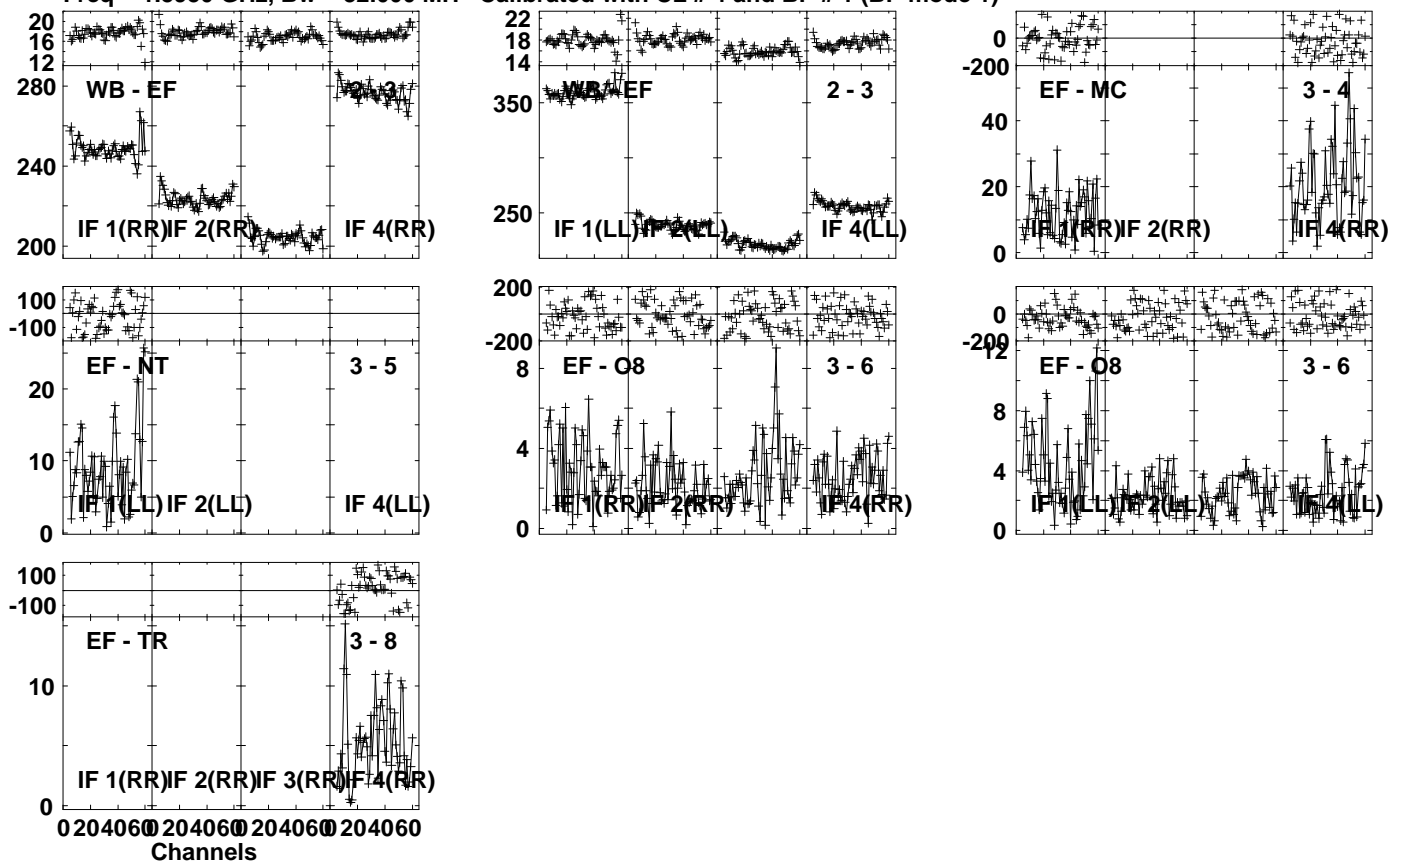 Calibrated with CL # 4 and BP # 1 (BP mode 1)
20
16
12
280
240
200
WB - EF
2 - 3
IF 1(RR)
IF 2(RR)
IF 4(RR)
22
18
14
350
250
WB - EF
2 - 3
IF 1(LL)
IF 2(LL)
IF 4(LL)
0
-200
40
20
0
EF - MC
3 - 4
IF 1(RR)
IF 2(RR)
IF 4(RR)
100
-100
20
10
0
EF - NT
3 - 5
IF 1(LL)
IF 2(LL)
IF 4(LL)
200
0
-200
8
4
0
EF - O8
3 - 6
IF 1(RR)
IF 2(RR)
IF 4(RR)
0
-200
12
8
4
0
EF - O8
3 - 6
IF 1(LL)
IF 2(LL)
IF 4(LL)
100
-100
10
0
EF - TR
3 - 8
IF 1(RR)
IF 2(RR)
IF 3(RR)
IF 4(RR)
0 20 40 60 0 20 40 60 0 20 40 60 0 20 40 60
Channels